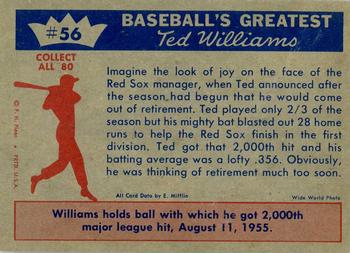 #56
BASEBALL'S GREATEST
Ted Williams
COLLECT
ALL 80
Imagine the look of joy on the face of the
Red Sox manager, when Ted announced after
the season had begun that he would come
out of retirement. Ted played only 2/3 of the
season but his mighty bat blasted out 28 home
runs to help the Red Sox finish in the first
division. Ted got that 2,000th hit and his
batting average was a lofty .356. Obviously, he
was thinking of retirement much too soon.
All Card Data by E. Mifflin
Wide World Photo
Williams holds ball with which he got 2,000th
major league hit, August 11, 1955.